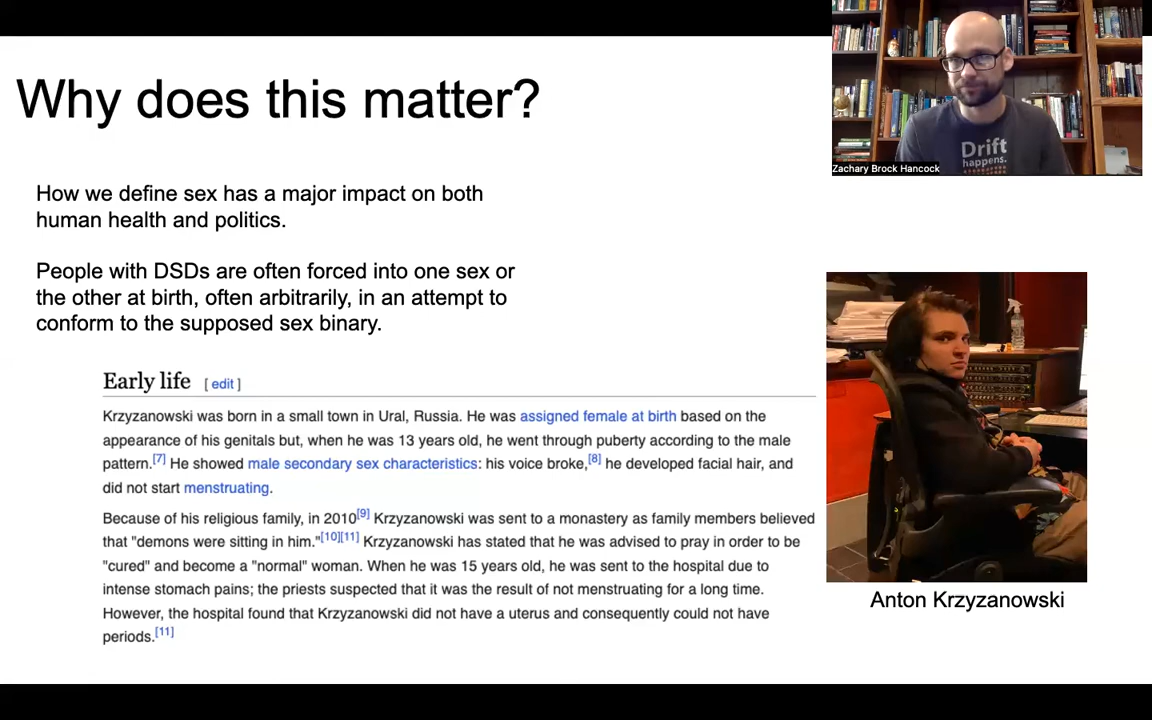 Why does this matter?
Drift
happens.
Zachary Brock Hancock
How we define sex has a major impact on both
human health and politics.
People with DSDs are often forced into one sex or
the other at birth, often arbitrarily, in an attempt to
conform to the supposed sex binary.
Early life [ edit ]
Krzyzanowski was born in a small town in Ural, Russia. He was assigned female at birth based on the
appearance of his genitals but, when he was 13 years old, he went through puberty according to the male
pattern.[7] He showed male secondary sex characteristics: his voice broke,[8] he developed facial hair, and
did not start menstruating.
Because of his religious family, in 2010[9] Krzyzanowski was sent to a monastery as family members believed
that "demons were sitting in him."[10][11] Krzyzanowski has stated that he was advised to pray in order to be
"cured" and become a "normal" woman. When he was 15 years old, he was sent to the hospital due to
intense stomach pains; the priests suspected that it was the result of not menstruating for a long time.
However, the hospital found that Krzyzanowski did not have a uterus and consequently could not have
periods.[11]
Anton Krzyzanowski